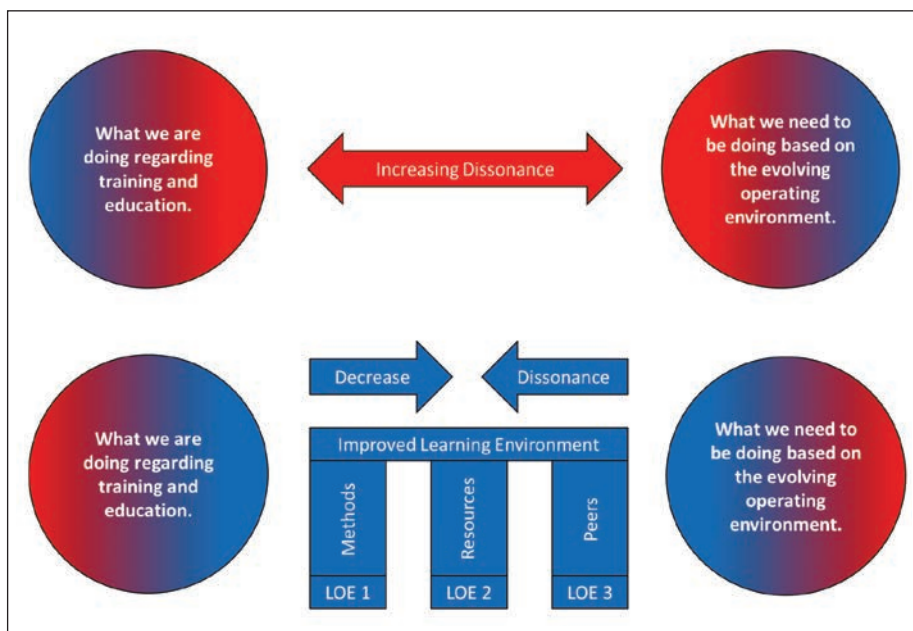 What we are
doing regarding
training and
education.
Increasing Dissonance
What we need to
be doing based on
the evolving
operating
environment.
What we are
doing regarding
training and
education.
Decrease
Dissonance
Improved Learning Environment
Methods
Resources
Peers
LOE 1
LOE 2
LOE 3
What we need to
be doing based on
the evolving
operating
environment.